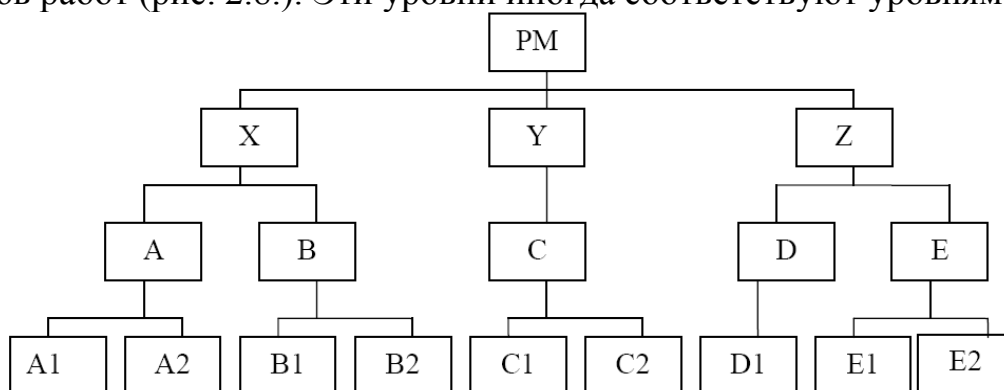 ов работ (рис. 2.8.). Эти уровни иногда соответствуют уровням
PM
X Y Z
A B C D E
A1 A2 B1 B2 C1 C2 D1 E1 E2